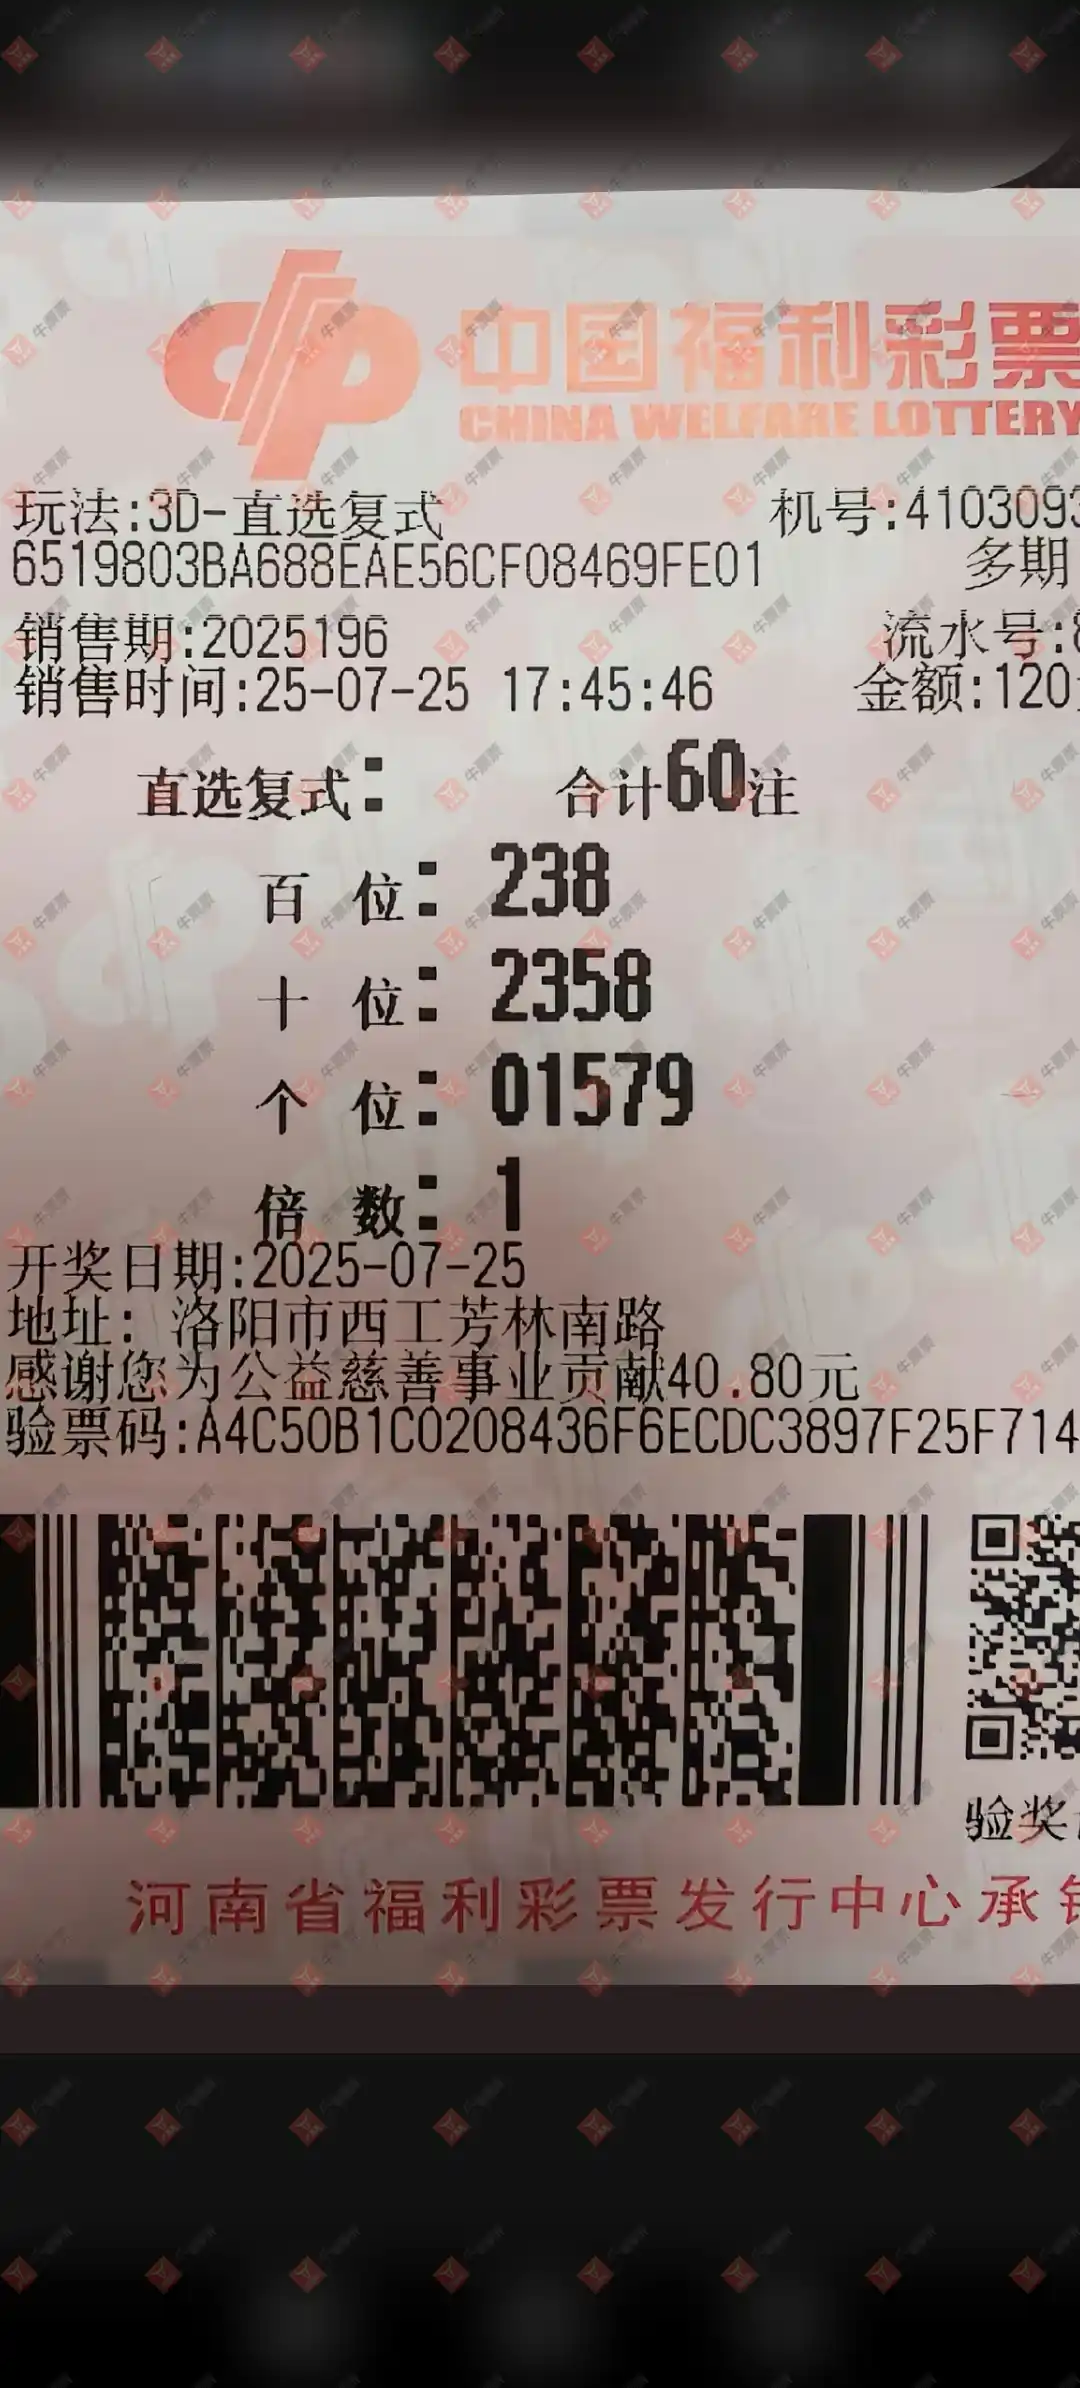 中国福利彩票
CHINA WELFARE LOTTERY
玩法:3D-直选复式 机号:4103093
6519803BA688EAE56CF08469FE01 多期
销售期:2025196 流水号:8
销售时间:25-07-25 17:45:46 金额:120
直选复式: 合计60注
百 位: 238
十 位: 2358
个 位: 01579
倍 数: 1
开奖日期:2025-07-25
地址: 洛阳市西工芳林南路
感谢您为公益慈善事业贡献40.80元
验票码:A4C50B1C0208436F6ECDC3897F25F714
验奖
河南省福利彩票发行中心承销
牛票票